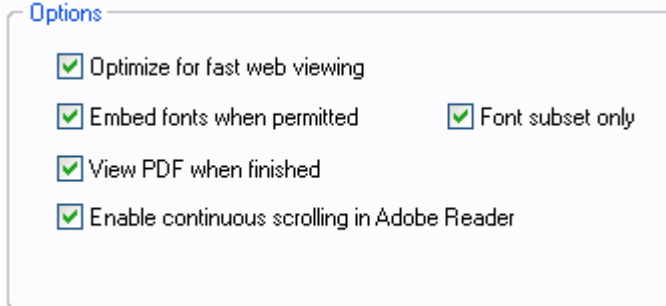 Options
Optimize for fast web viewing
Embed fonts when permitted Font subset only
View PDF when finished
Enable continuous scrolling in Adobe Reader